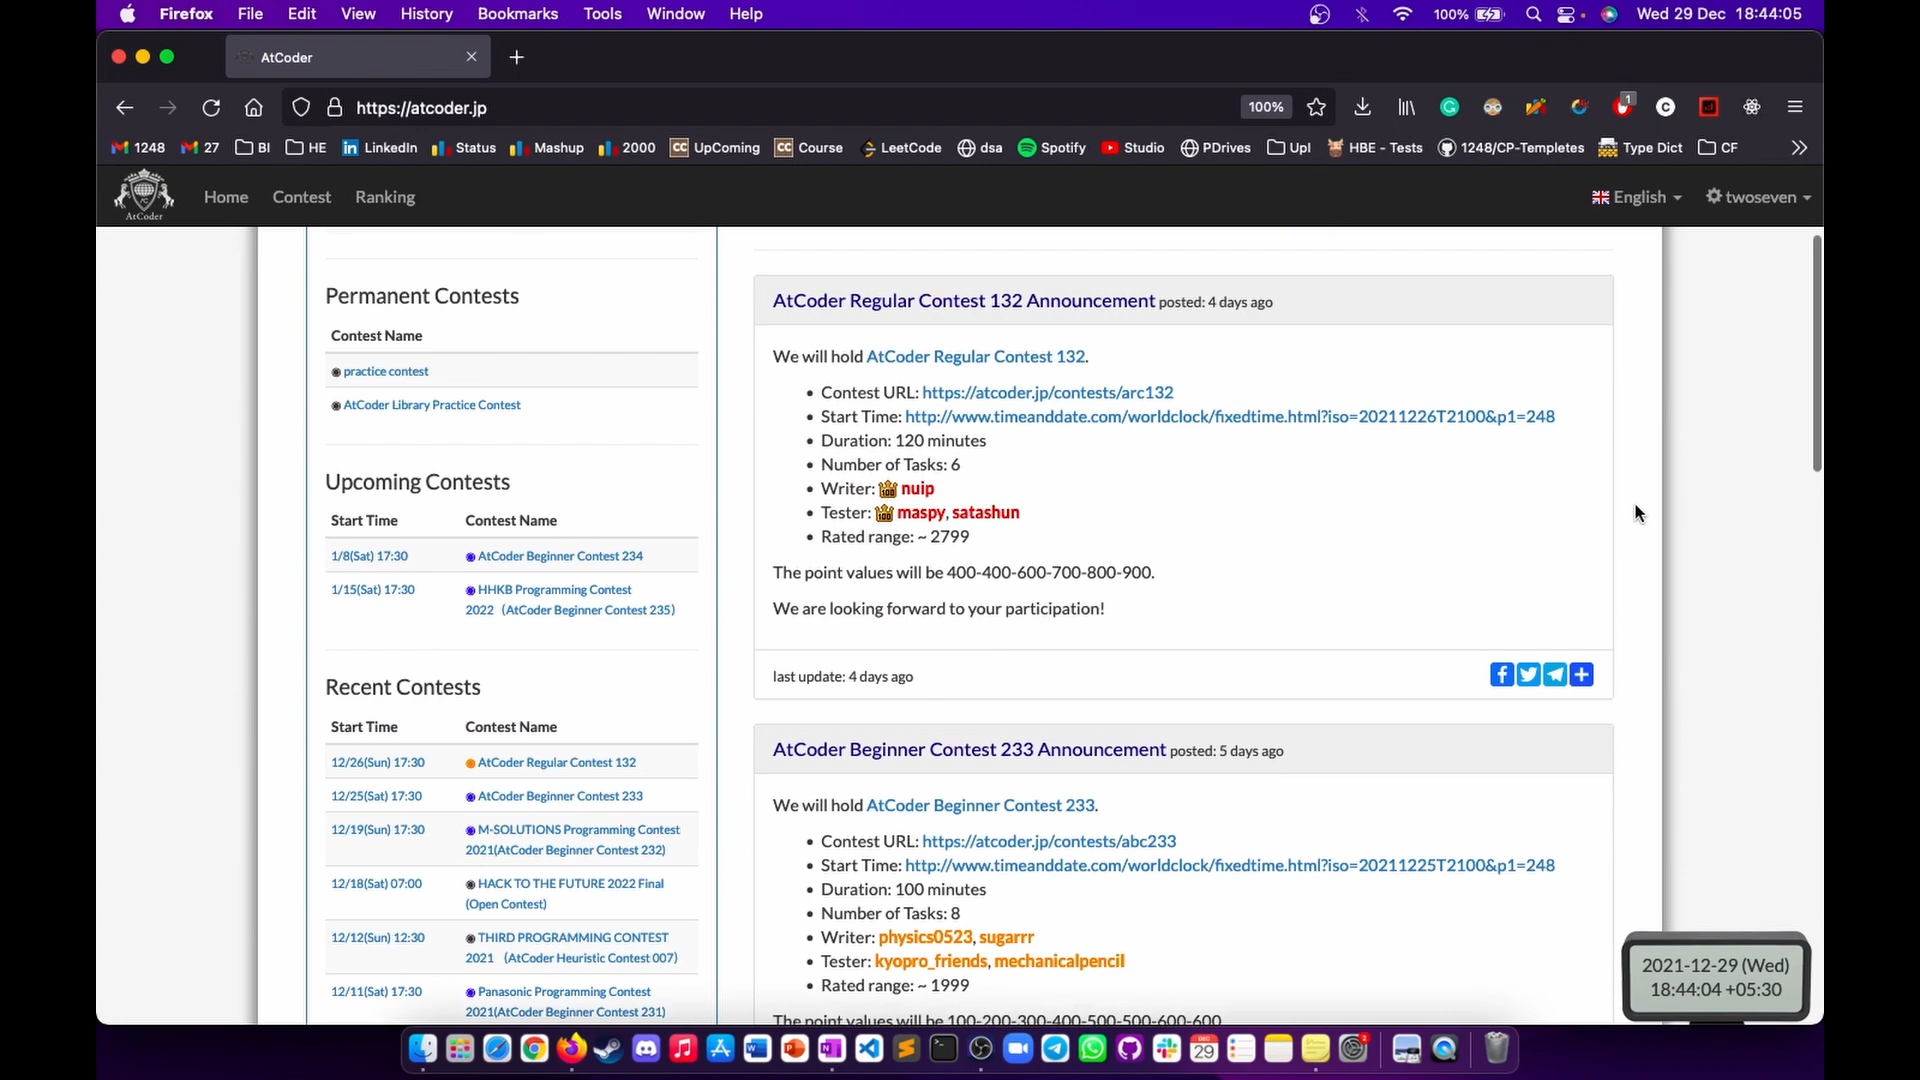 Firefox File Edit View History Bookmarks Tools Window Help 100% Wed 29 Dec 18:44:05
AtCoder
https://atcoder.jp 100% 1
1248 27 BI HE LinkedIn Status Mashup 2000 UpComing Course LeetCode dsa Spotify Studio PDrives Upl HBE - Tests 1248/CP-Templetes Type Dict CF
AtCoder Home Contest Ranking English twoseven
Permanent Contests
Contest Name
practice contest
AtCoder Library Practice Contest
Upcoming Contests
Start Time Contest Name
1/8(Sat) 17:30 AtCoder Beginner Contest 234
1/15(Sat) 17:30 HHKB Programming Contest
2022（AtCoder Beginner Contest 235)
Recent Contests
Start Time Contest Name
12/26(Sun) 17:30 AtCoder Regular Contest 132
12/25(Sat) 17:30 AtCoder Beginner Contest 233
12/19(Sun) 17:30 M-SOLUTIONS Programming Contest
2021(AtCoder Beginner Contest 232)
12/18(Sat) 07:00 HACK TO THE FUTURE 2022 Final
(Open Contest)
12/12(Sun) 12:30 THIRD PROGRAMMING CONTEST
2021 （AtCoder Heuristic Contest 007)
12/11(Sat) 17:30 Panasonic Programming Contest
2021(AtCoder Beginner Contest 231)
AtCoder Regular Contest 132 Announcement posted: 4 days ago
We will hold AtCoder Regular Contest 132.
• Contest URL: https://atcoder.jp/contests/arc132
• Start Time: http://www.timeanddate.com/worldclock/fixedtime.html?iso=20211226T2100&p1=248
• Duration: 120 minutes
• Number of Tasks: 6
• Writer: nuip
• Tester: maspy, satashun
• Rated range: ~ 2799
The point values will be 400-400-600-700-800-900.
We are looking forward to your participation!
last update: 4 days ago
AtCoder Beginner Contest 233 Announcement posted: 5 days ago
We will hold AtCoder Beginner Contest 233.
• Contest URL: https://atcoder.jp/contests/abc233
• Start Time: http://www.timeanddate.com/worldclock/fixedtime.html?iso=20211225T2100&p1=248
• Duration: 100 minutes
• Number of Tasks: 8
• Writer: physics0523, sugarrr
• Tester: kyopro_friends, mechanicalpencil
• Rated range: ~ 1999
The point values will be 100-200-300-400-500-500-600-600
2021-12-29 (Wed)
18:44:04 +05:30